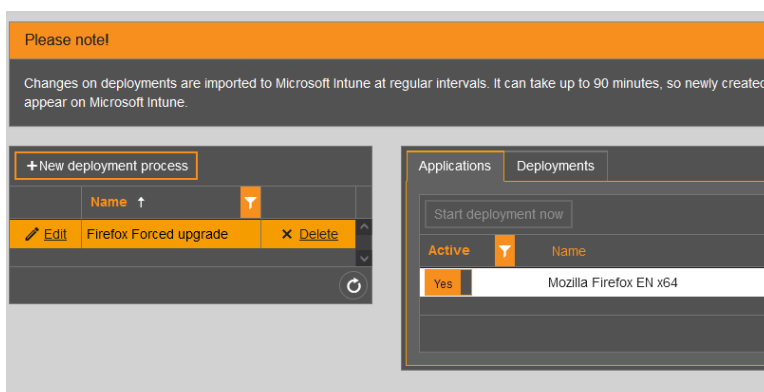 Please note!
Changes on deployments are imported to Microsoft Intune at regular intervals. It can take up to 90 minutes, so newly created
appear on Microsoft Intune.
+New deployment process
Name ↑
Edit Firefox Forced upgrade × Delete
Applications Deployments
Start deployment now
Active Name
Yes Mozilla Firefox EN x64